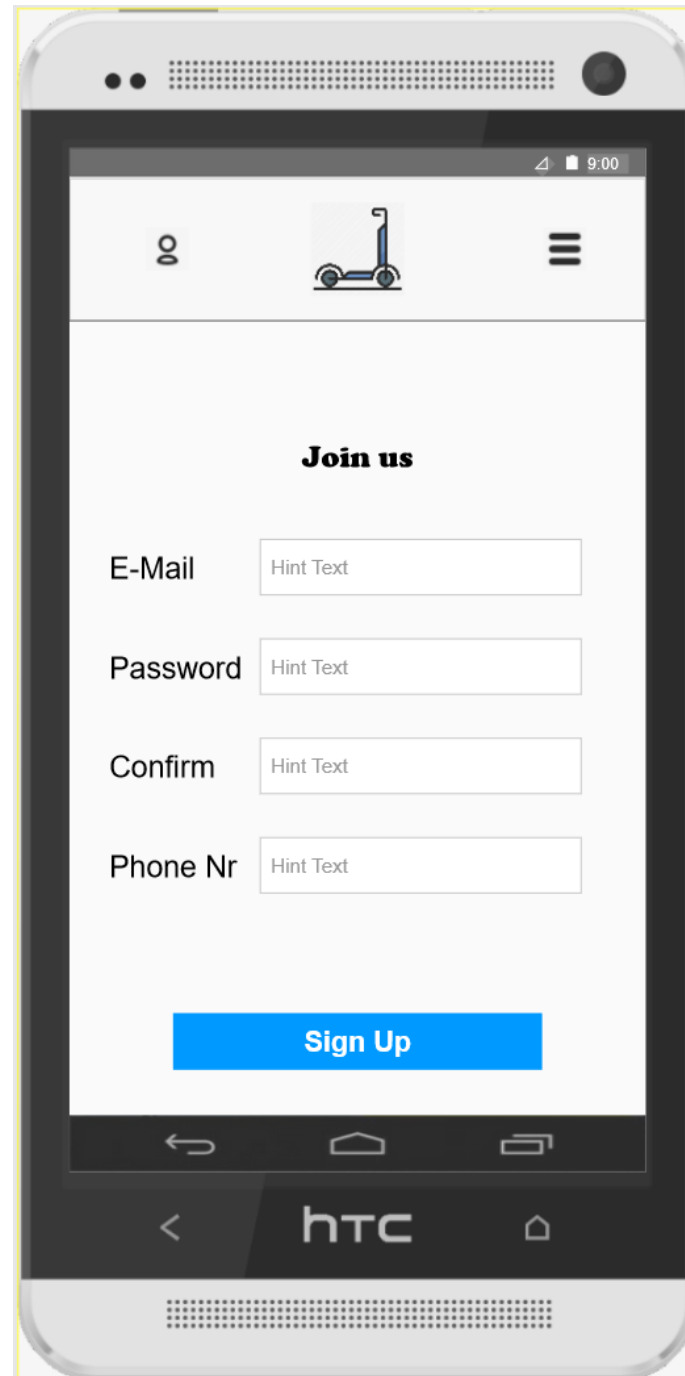 9:00
Join us
E-Mail Hint Text
Password Hint Text
Confirm Hint Text
Phone Nr Hint Text
Sign Up
hTC